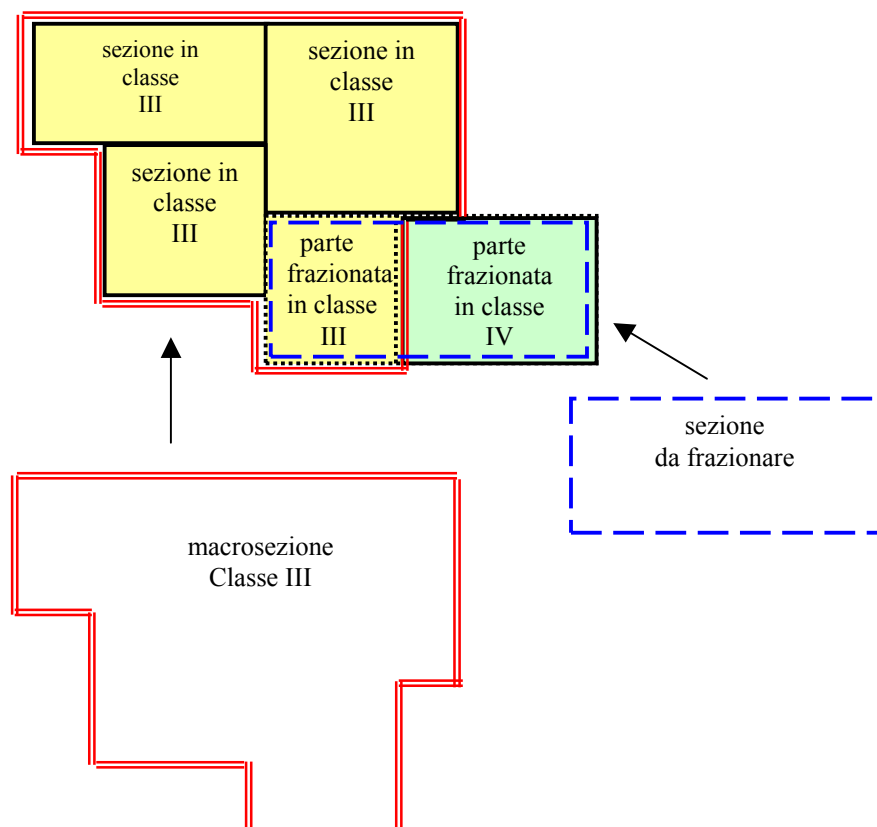 sezione in
classe
III
sezione in
classe
III
sezione in
classe
III
parte
frazionata
in classe
III
parte
frazionata
in classe
IV
sezione
da frazionare
macrosezione
Classe III